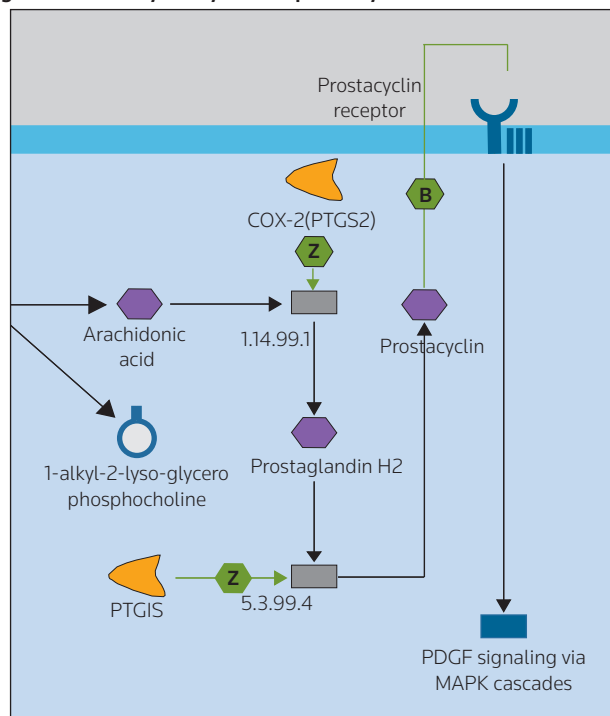 Prostacyclin
receptor
B
COX-2(PTGS2)
Z
Arachidonic
acid
1.14.99.1
Prostacyclin
1-alkyl-2-lyso-glycero
phosphocholine
Prostaglandin H2
PTGIS
Z
5.3.99.4
PDGF signaling via
MAPK cascades